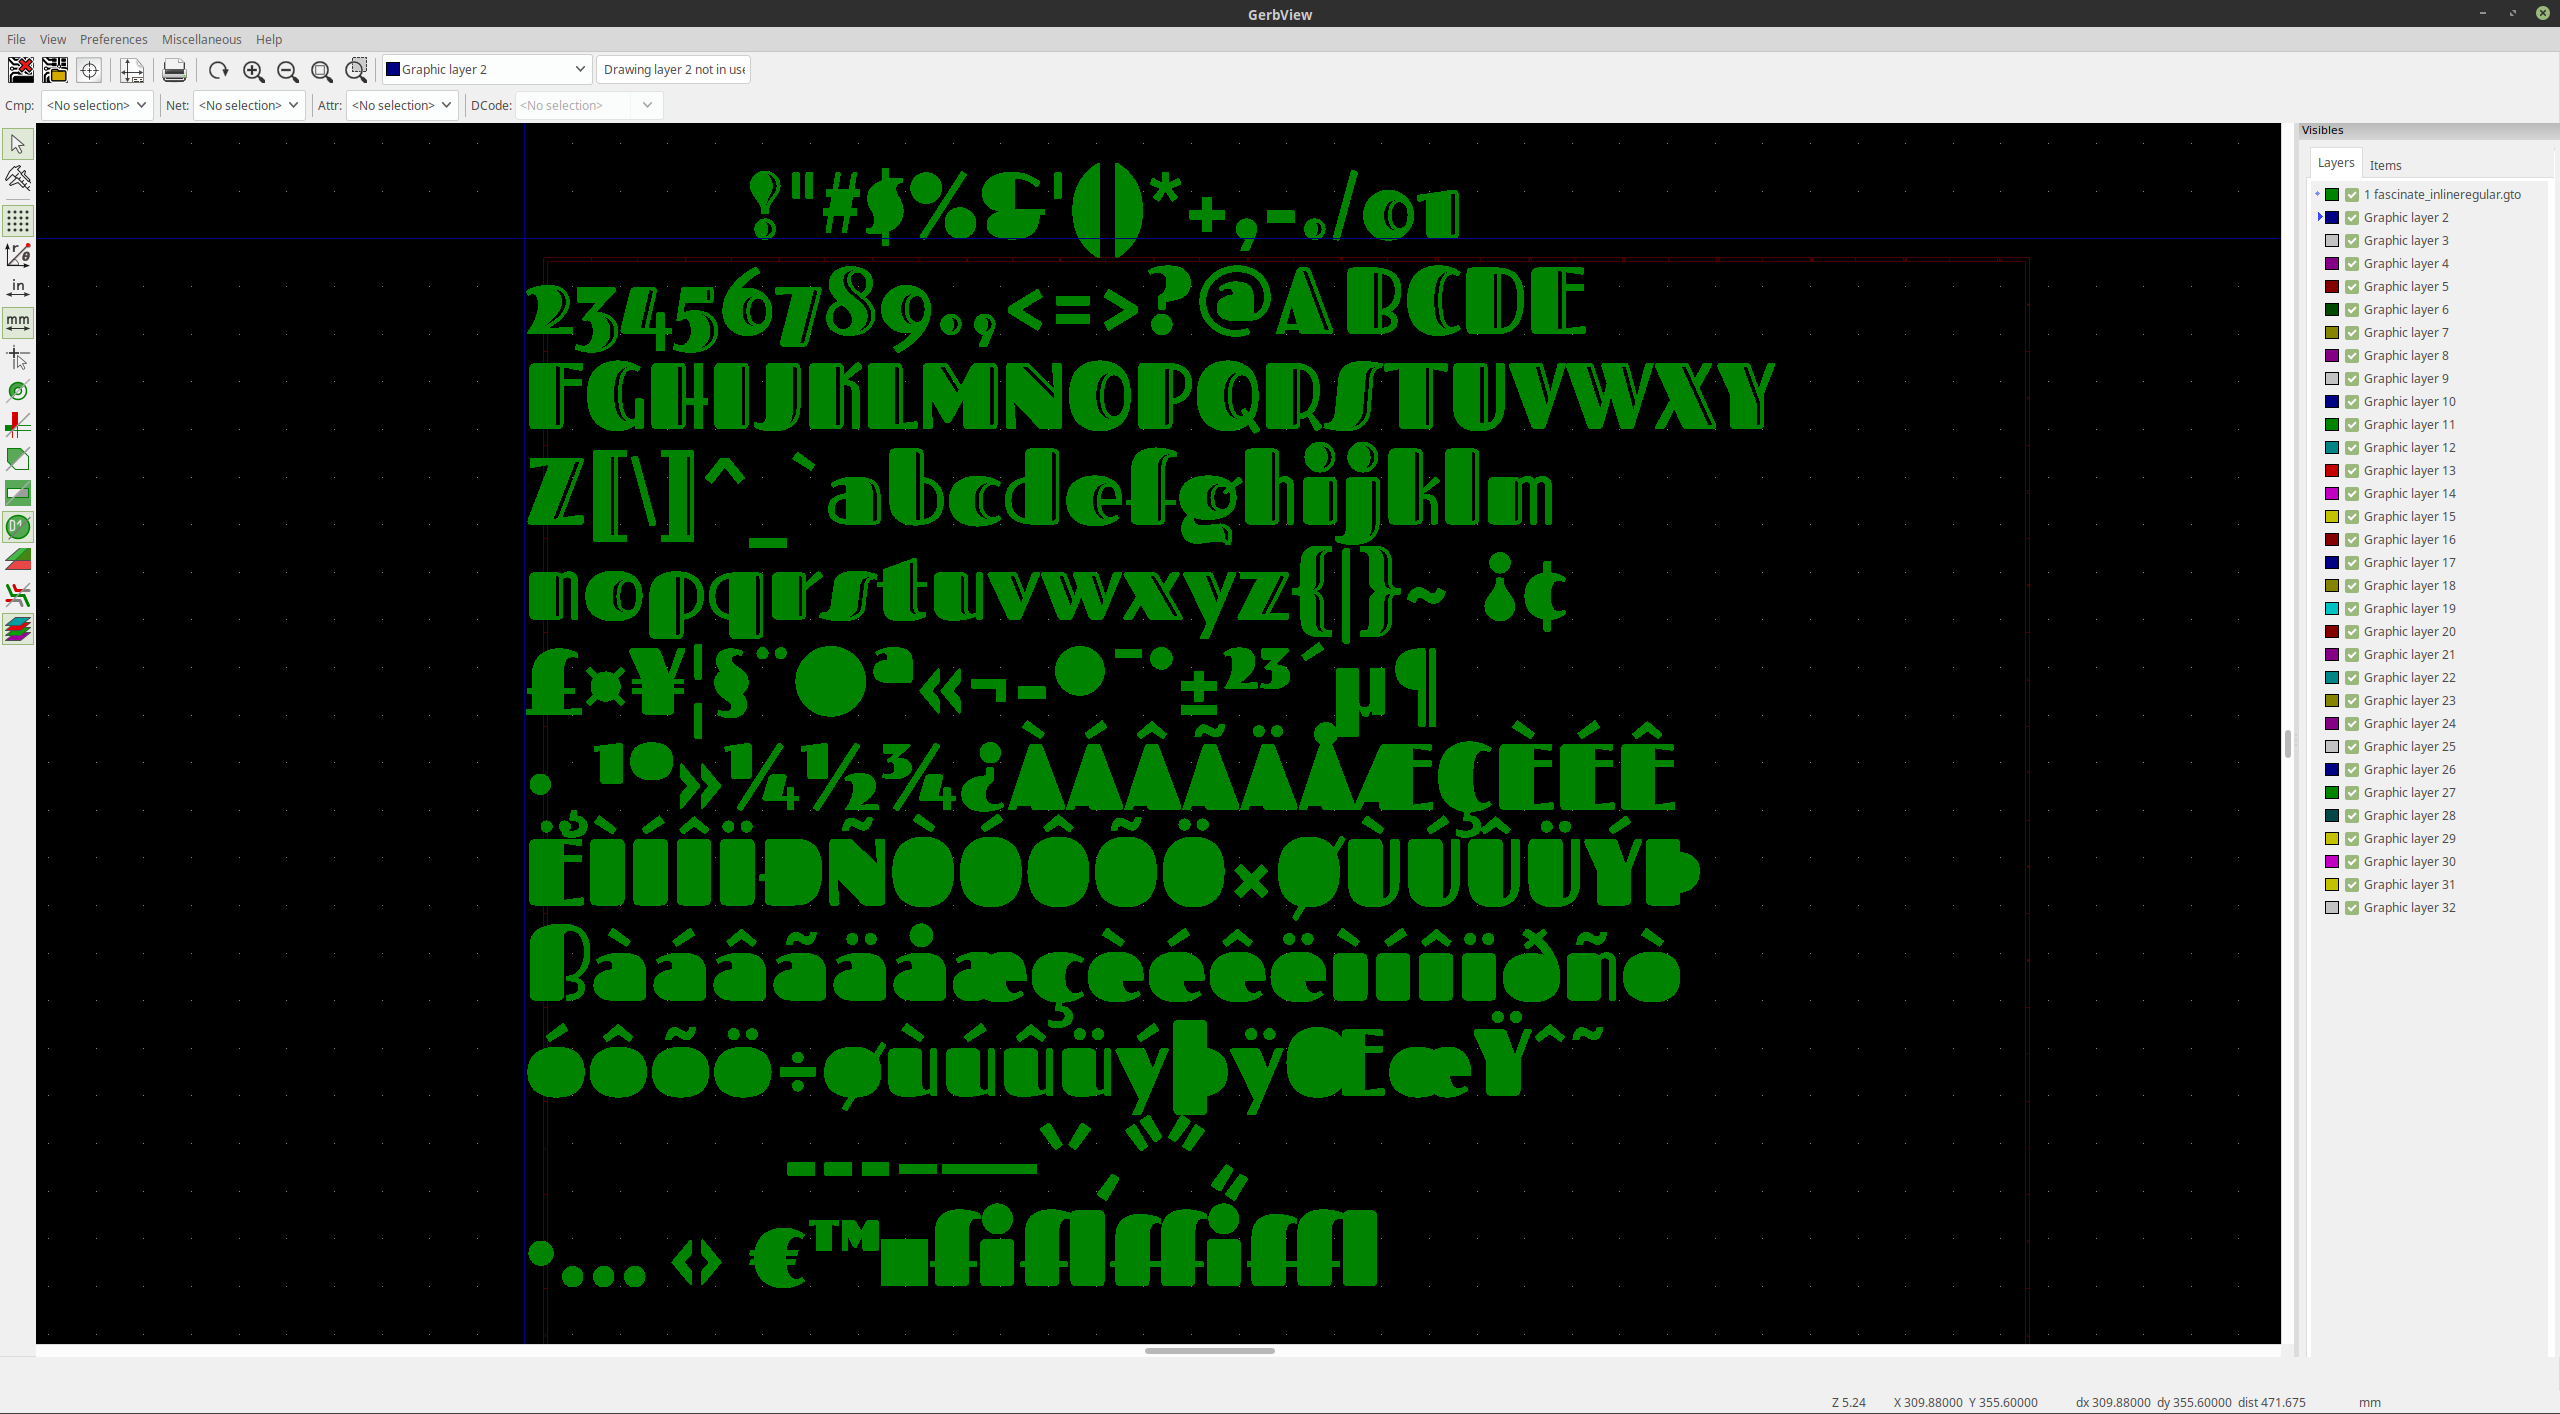 GerbView
File View Preferences Miscellaneous Help
Graphic layer 2 Drawing layer 2 not in use
Cmp: <No selection> Net: <No selection> Attr: <No selection> DCode: <No selection>
in
mm
Visibles
Layers Items
1 fascinate_inlineregular.gto
Graphic layer 2
Graphic layer 3
Graphic layer 4
Graphic layer 5
Graphic layer 6
Graphic layer 7
Graphic layer 8
Graphic layer 9
Graphic layer 10
Graphic layer 11
Graphic layer 12
Graphic layer 13
Graphic layer 14
Graphic layer 15
Graphic layer 16
Graphic layer 17
Graphic layer 18
Graphic layer 19
Graphic layer 20
Graphic layer 21
Graphic layer 22
Graphic layer 23
Graphic layer 24
Graphic layer 25
Graphic layer 26
Graphic layer 27
Graphic layer 28
Graphic layer 29
Graphic layer 30
Graphic layer 31
Graphic layer 32
!"#$%&'()*+,-./01
23456789:;<=>?@ABCDE
FGHIJKLMNOPQRSTUVWXY
Z[\]^_`abcdefghijklm
nopqrstuvwxyz{|}~ ¡¢
£¤¥¦§¨©ª«¬-®¯°±²³´µ¶
· ¹º»¼½¾¿ÀÁÂÃÄÅÆÇÈÉÊ
ËÌÍÎÏÐÑÒÓÔÕÖרÙÚÛÜÝÞ
ßàáâãäåæçèéêëìíîïðñò
óôõö÷øùúûüýþÿŒœŸˆ˜
•… ‹› €™ fi fl ffi ffl
Z 5.24 X 309.88000 Y 355.60000 dx 309.88000 dy 355.60000 dist 471.675 mm